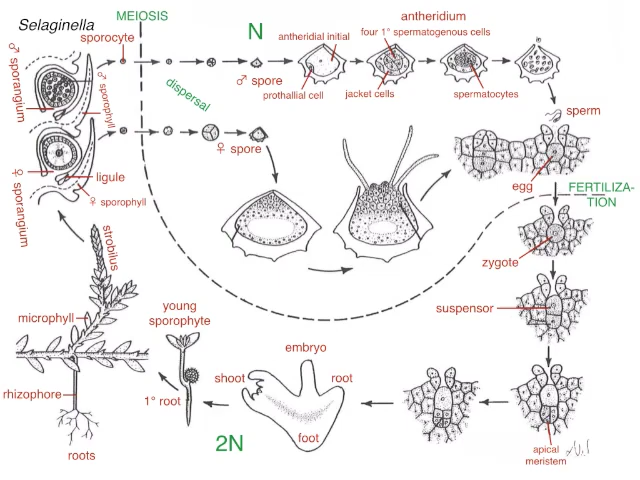 Selaginella
MEIOSIS
N
sporocyte
♂ sporangium
♂ sporophyll
♀ sporangium
ligule
♀ sporophyll
dispersal
♂ spore
♀ spore
antheridial initial
prothallial cell
antheridium
four 1° spermatogenous cells
jacket cells
spermatocytes
sperm
egg
FERTILIZA-
TION
zygote
suspensor
apical
meristem
embryo
shoot
root
foot
2N
young
sporophyte
1° root
strobilus
microphyll
rhizophore
roots